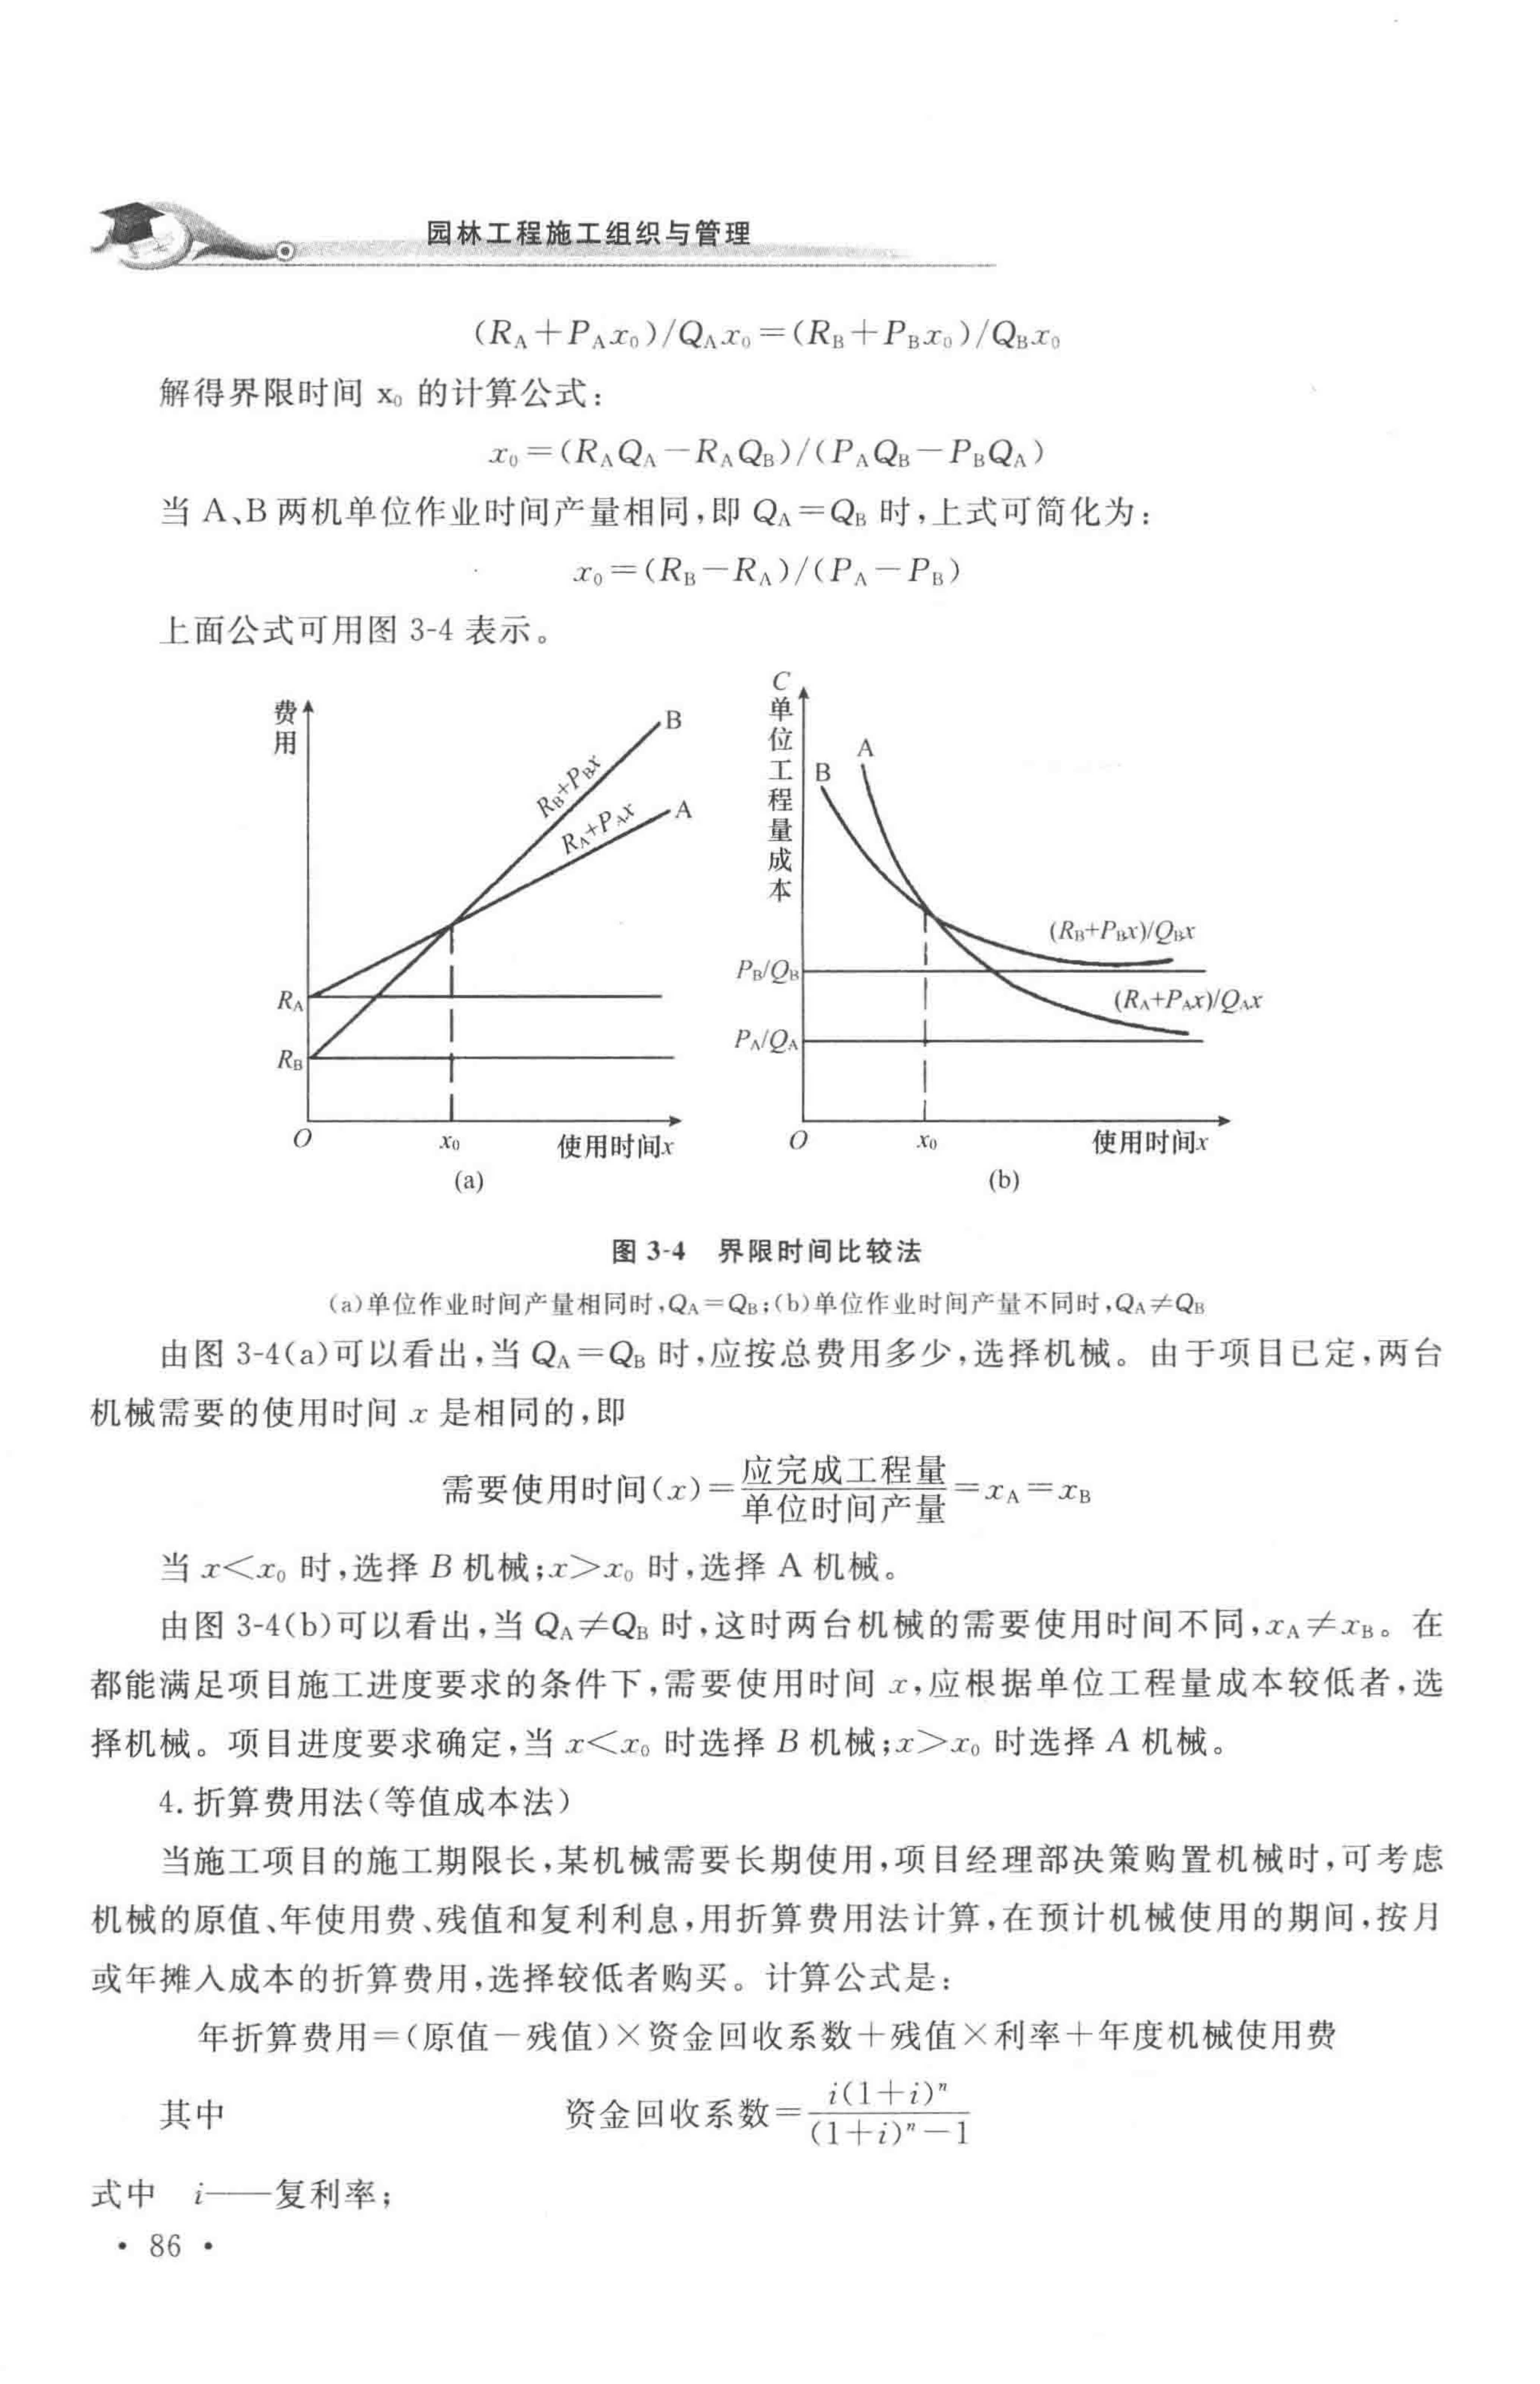 园林工程施工组织与管理
(R_A+P_Ax_0)/Q_Ax_0=(R_B+P_Bx_0)/Q_Bx_0
解得界限时间 x_0 的计算公式：
x_0=(R_AQ_A-R_AQ_B)/(P_AQ_B-P_BQ_A)
当 A、B 两机单位作业时间产量相同，即 Q_A=Q_B 时，上式可简化为：
x_0=(R_B-R_A)/(P_A-P_B)
上面公式可用图 3-4 表示。
费用
B
R_B+P_Bx
R_A+P_Ax
A
R_A
R_B
O
x_0
使用时间x
(a)
C
单位工程量成本
B
A
(R_B+P_Bx)/Q_Bx
P_B/Q_B
(R_A+P_Ax)/Q_Ax
P_A/Q_A
O
x_0
使用时间x
(b)
图 3-4 界限时间比较法
(a)单位作业时间产量相同时，Q_A=Q_B；(b)单位作业时间产量不同时，Q_A≠Q_B
由图 3-4(a)可以看出，当 Q_A=Q_B 时，应按总费用多少，选择机械。由于项目已定，两台
机械需要的使用时间 x 是相同的，即
需要使用时间(x)=应完成工程量/单位时间产量=x_A=x_B
当 x<x_0 时，选择 B 机械；x>x_0 时，选择 A 机械。
由图 3-4(b)可以看出，当 Q_A≠Q_B 时，这时两台机械的需要使用时间不同，x_A≠x_B。在
都能满足项目施工进度要求的条件下，需要使用时间 x，应根据单位工程量成本较低者，选
择机械。项目进度要求确定，当 x<x_0 时选择 B 机械；x>x_0 时选择 A 机械。
4. 折算费用法（等值成本法）
当施工项目的施工期限长，某机械需要长期使用，项目经理部决策购置机械时，可考虑
机械的原值、年使用费、残值和复利利息，用折算费用法计算，在预计机械使用的期间，按月
或年摊入成本的折算费用，选择较低者购买。计算公式是：
年折算费用=（原值-残值）×资金回收系数+残值×利率+年度机械使用费
其中 资金回收系数=i(1+i)^n/(1+i)^n-1
式中 i——复利率；
· 86 ·